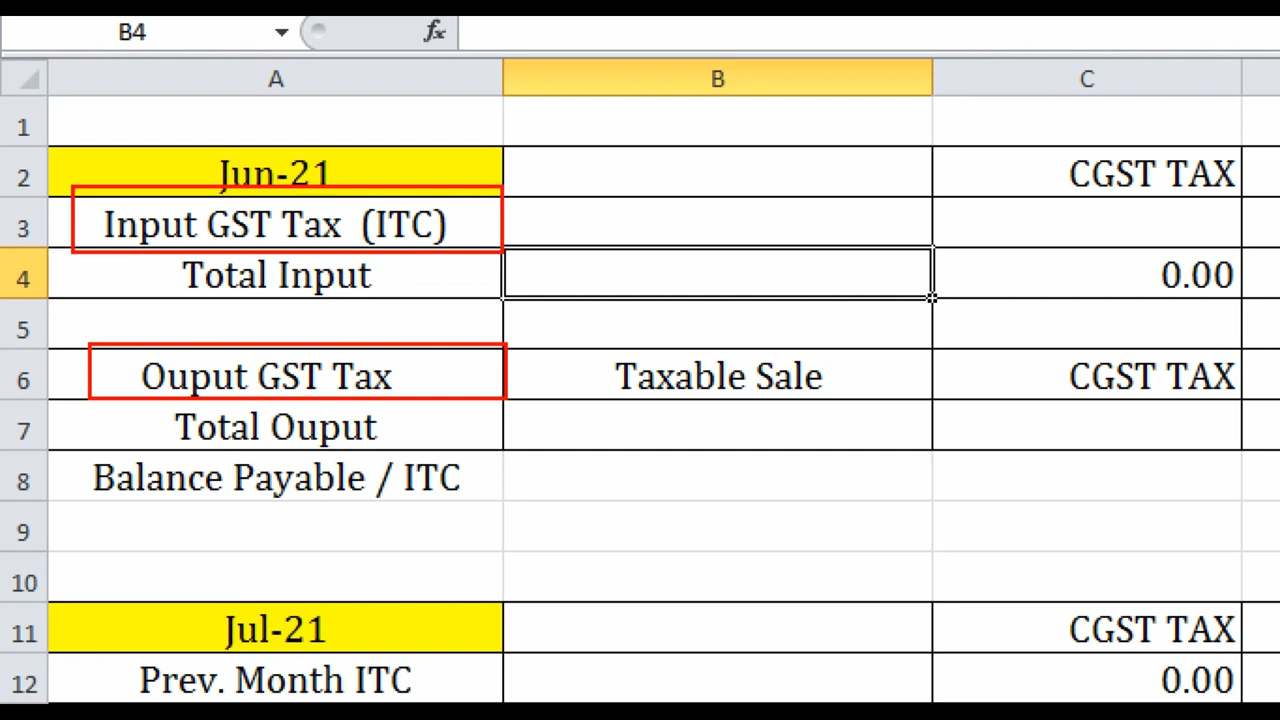 B4 fx
A B C
1
2 Jun-21 CGST TAX
3 Input GST Tax (ITC)
4 Total Input 0.00
5
6 Ouput GST Tax Taxable Sale CGST TAX
7 Total Ouput
8 Balance Payable / ITC
9
10
11 Jul-21 CGST TAX
12 Prev. Month ITC 0.00